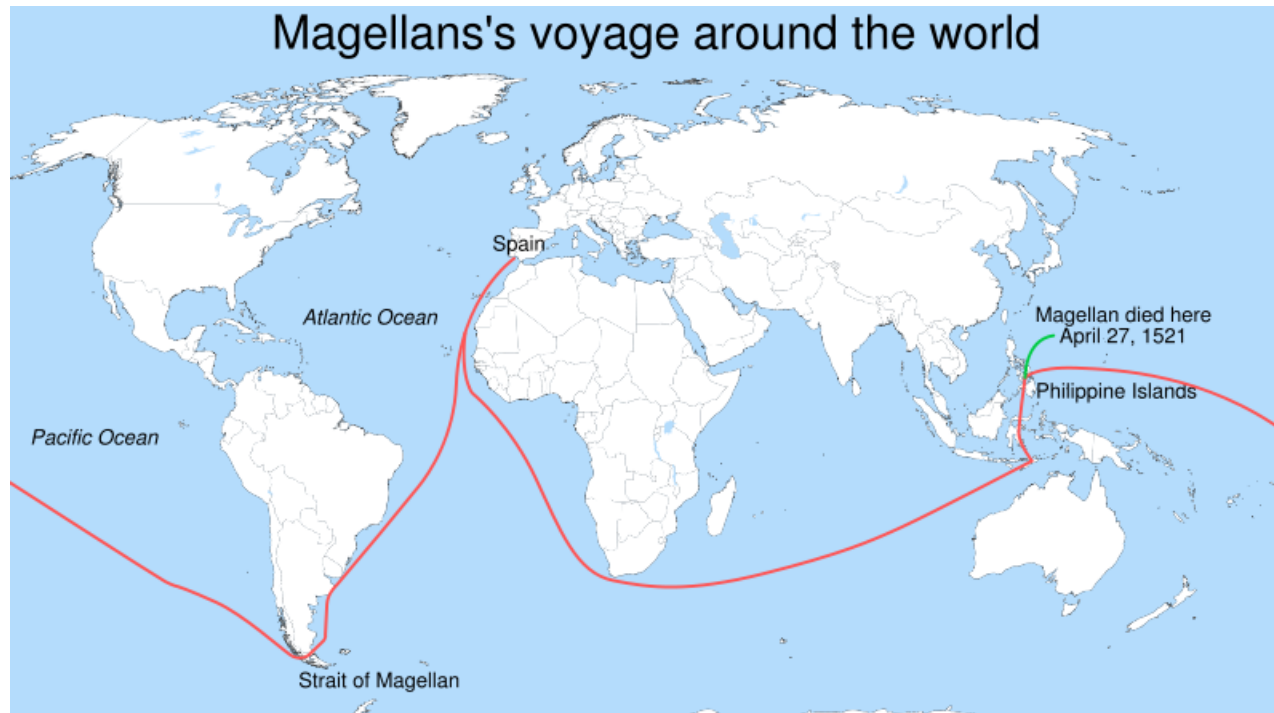 Magellans's voyage around the world
Spain
Atlantic Ocean
Magellan died here
April 27, 1521
Philippine Islands
Pacific Ocean
Strait of Magellan